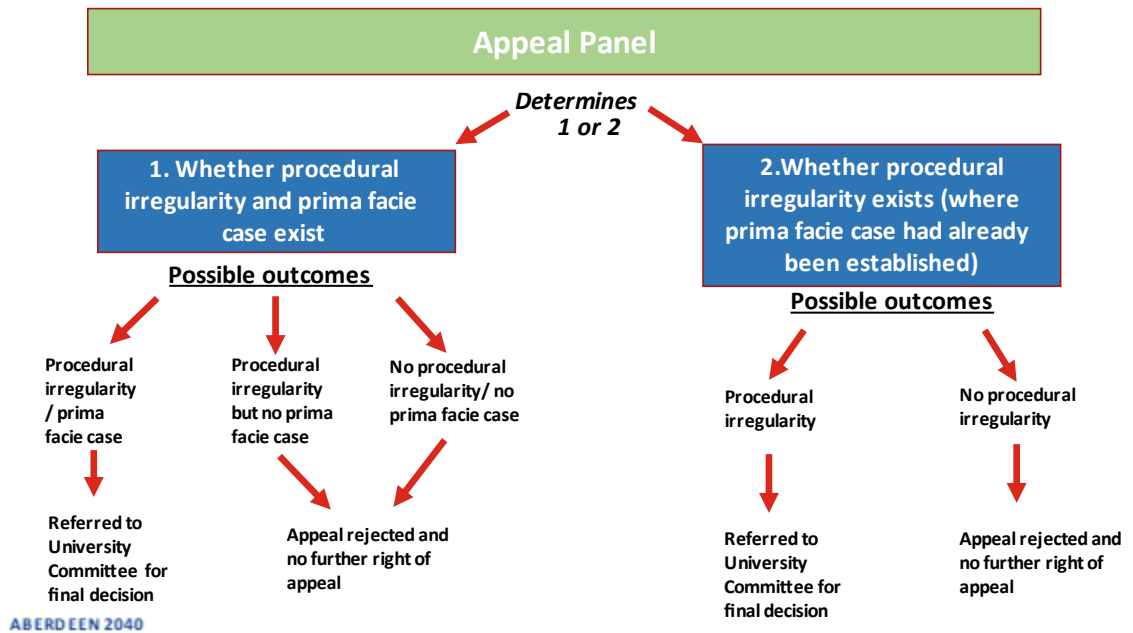 Appeal Panel
Determines
1 or 2
1. Whether procedural
irregularity and prima facie
case exist
2.Whether procedural
irregularity exists (where
prima facie case had already
been established)
Possible outcomes
Possible outcomes
Procedural
irregularity
/ prima
facie case
Procedural
irregularity
but no prima
facie case
No procedural
irregularity/ no
prima facie case
Procedural
irregularity
No procedural
irregularity
Referred to
University
Committee for
final decision
Appeal rejected and
no further right of
appeal
Referred to
University
Committee for
final decision
Appeal rejected and
no further right of
appeal
ABERDEEN 2040